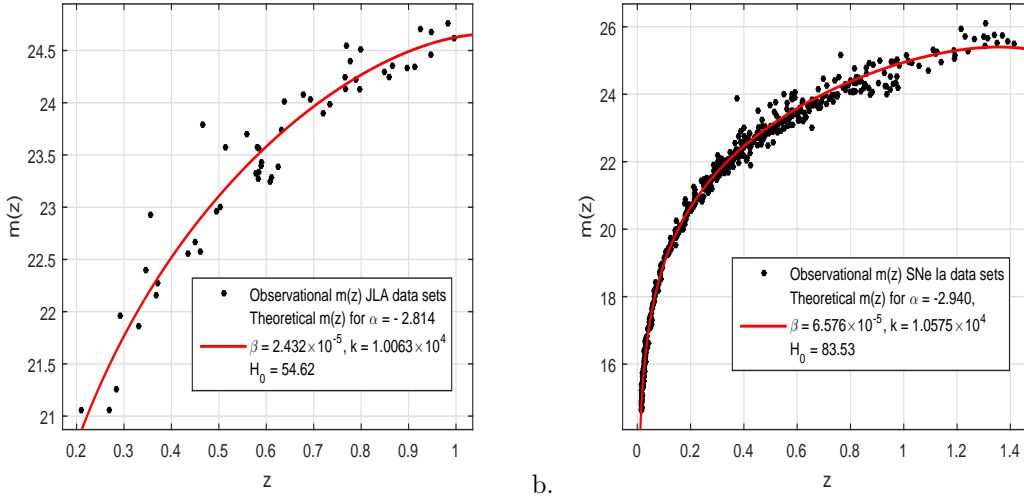 24.5
24
23.5
23
22.5
22
21.5
21
m(z)
0.2 0.3 0.4 0.5 0.6 0.7 0.8 0.9 1
z
Observational m(z) JLA data sets
Theoretical m(z) for α = - 2.814
β = 2.432×10⁻⁵, k = 1.0063×10⁴
H₀ = 54.62
b.
26
24
22
20
18
16
14
m(z)
0 0.2 0.4 0.6 0.8 1 1.2 1.4
z
Observational m(z) SNe Ia data sets
Theoretical m(z) for α = -2.940,
β = 6.576×10⁻⁵, k = 1.0575×10⁴
H₀ = 83.53